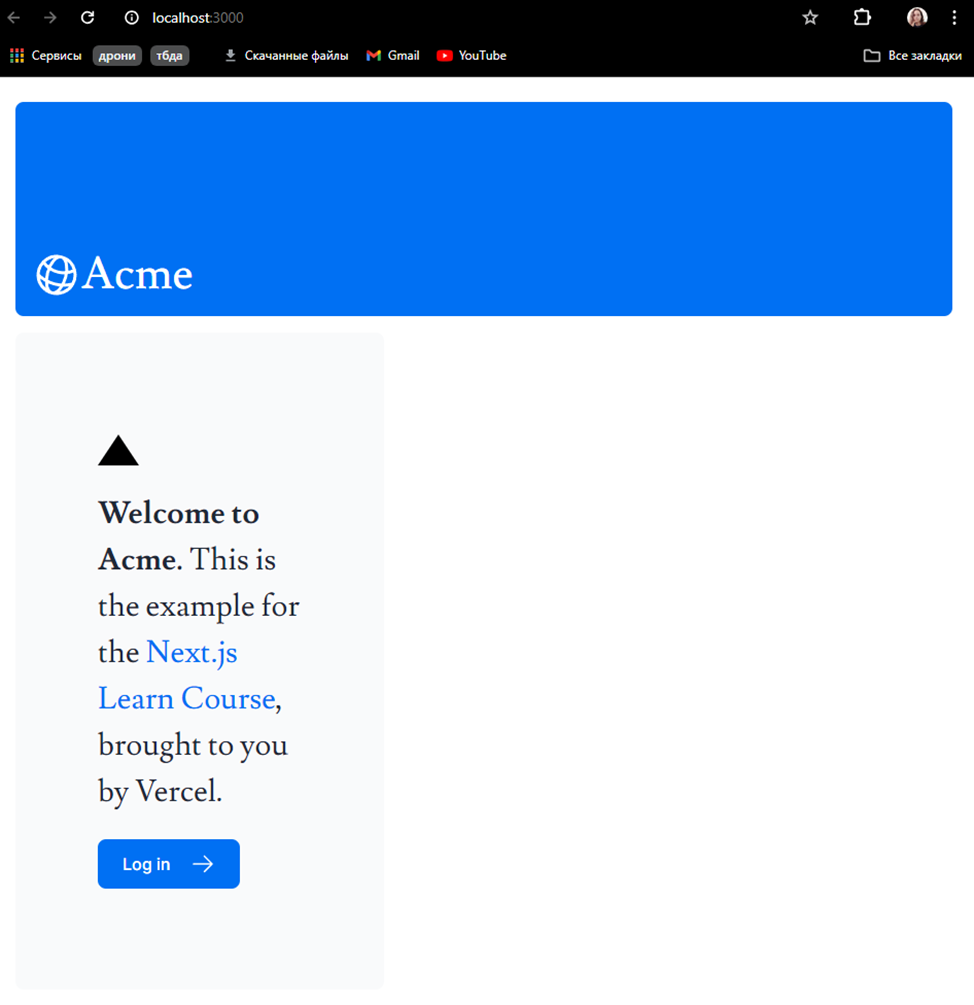 localhost:3000
Сервисы дрони тбда Скачанные файлы Gmail YouTube Все закладки
Acme
Welcome to
Acme. This is
the example for
the Next.js
Learn Course,
brought to you
by Vercel.
Log in